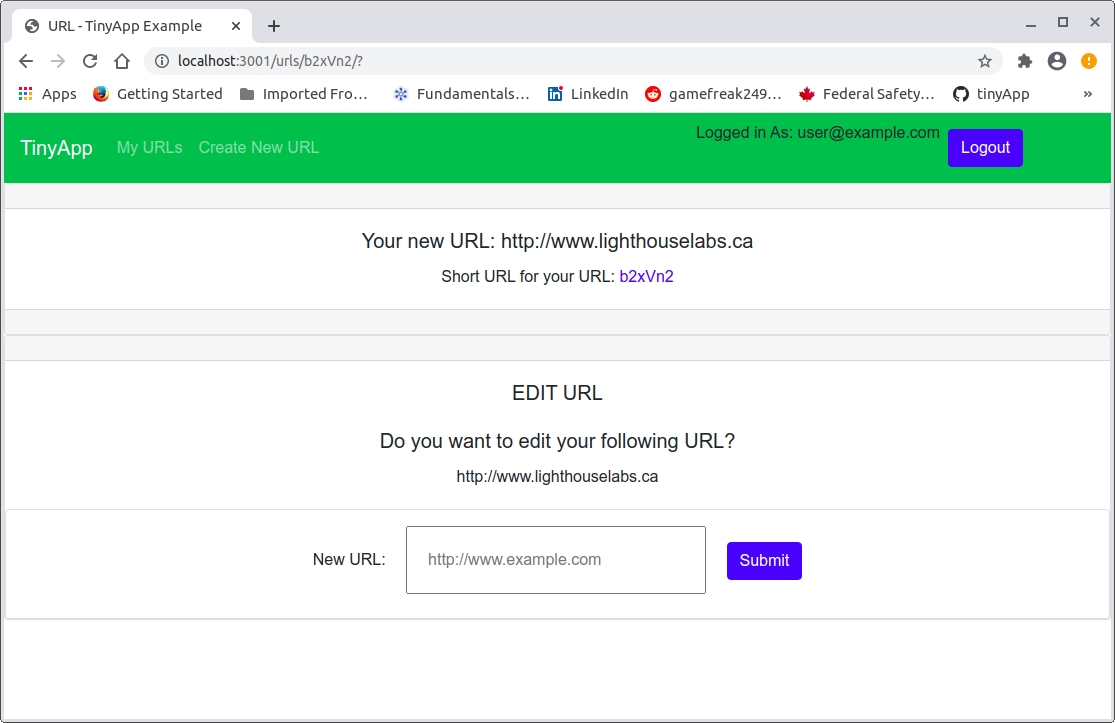 URL - TinyApp Example
localhost:3001/urls/b2xVn2/?
Apps Getting Started Imported Fro… Fundamentals… LinkedIn gamefreak249… Federal Safety… tinyApp »
TinyApp My URLs Create New URL Logged in As: user@example.com Logout
Your new URL: http://www.lighthouselabs.ca
Short URL for your URL: b2xVn2
EDIT URL
Do you want to edit your following URL?
http://www.lighthouselabs.ca
New URL: http://www.example.com Submit